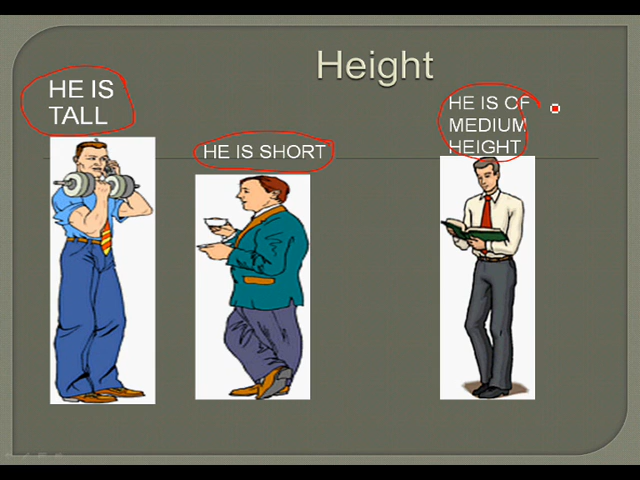 Height
HE IS
TALL
HE IS SHORT
HE IS OF
MEDIUM
HEIGHT